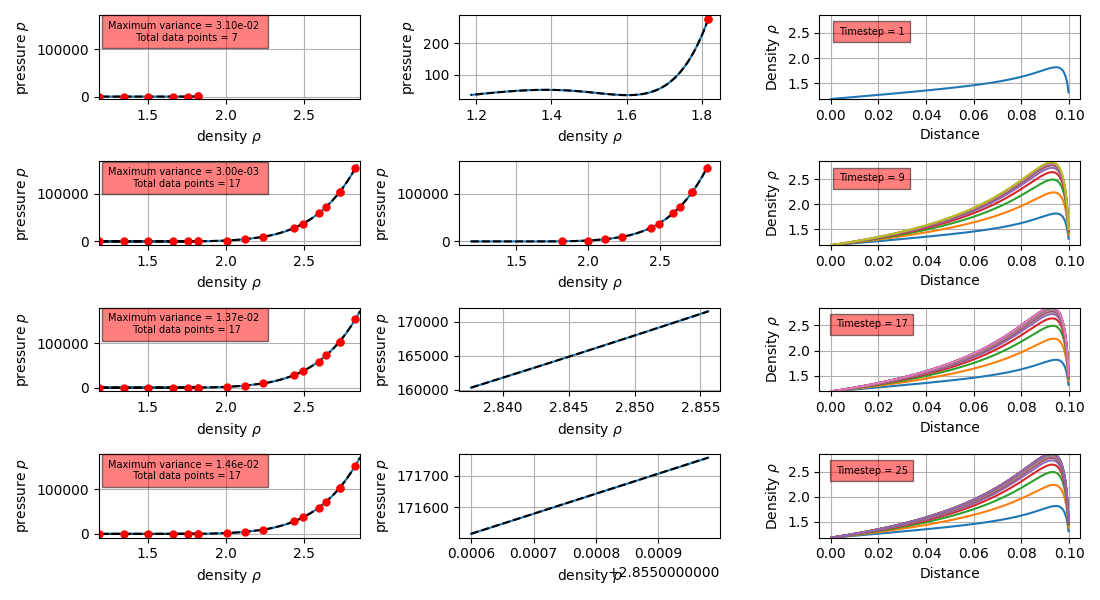 Maximum variance = 3.10e-02
Total data points = 7
pressure p
100000
0
1.5 2.0 2.5
density ρ
pressure p
200
100
1.2 1.4 1.6 1.8
density ρ
Timestep = 1
Density ρ
2.5
2.0
1.5
0.00 0.02 0.04 0.06 0.08 0.10
Distance
Maximum variance = 3.00e-03
Total data points = 17
pressure p
100000
0
1.5 2.0 2.5
density ρ
pressure p
100000
0
1.5 2.0 2.5
density ρ
Timestep = 9
Density ρ
2.5
2.0
1.5
0.00 0.02 0.04 0.06 0.08 0.10
Distance
Maximum variance = 1.37e-02
Total data points = 17
pressure p
100000
0
1.5 2.0 2.5
density ρ
pressure p
170000
165000
160000
2.840 2.845 2.850 2.855
density ρ
Timestep = 17
Density ρ
2.5
2.0
1.5
0.00 0.02 0.04 0.06 0.08 0.10
Distance
Maximum variance = 1.46e-02
Total data points = 17
pressure p
100000
0
1.5 2.0 2.5
density ρ
pressure p
171700
171600
0.0006 0.0007 0.0008 0.0009
+2.8550000000
density ρ
Timestep = 25
Density ρ
2.5
2.0
1.5
0.00 0.02 0.04 0.06 0.08 0.10
Distance